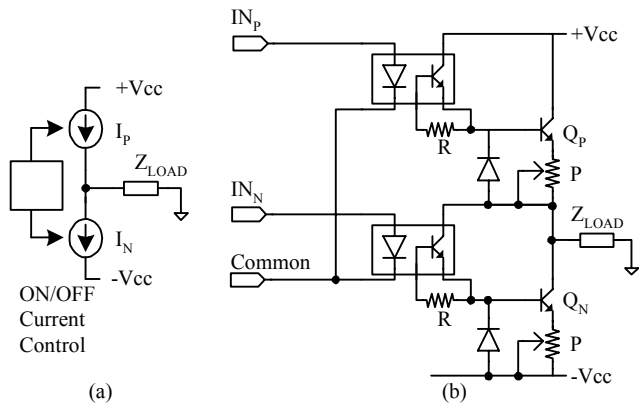 +Vcc
I_P
Z_LOAD
I_N
-Vcc
ON/OFF
Current
Control
(a)
IN_P
+Vcc
R
Q_P
P
IN_N
Z_LOAD
Common
R
Q_N
P
-Vcc
(b)